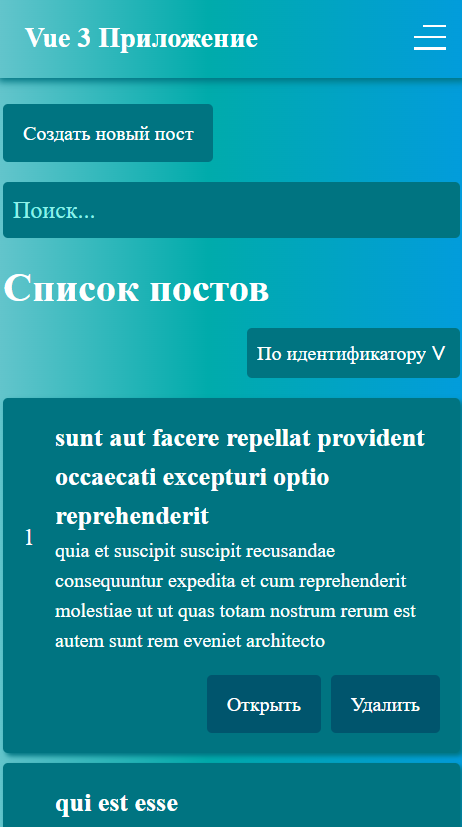 Vue 3 Приложение
Создать новый пост
Поиск...
Список постов
По идентификатору V
sunt aut facere repellat provident
occaecati excepturi optio
reprehenderit
1
quia et suscipit suscipit recusandae
consequuntur expedita et cum reprehenderit
molestiae ut ut quas totam nostrum rerum est
autem sunt rem eveniet architecto
Открыть Удалить
qui est esse